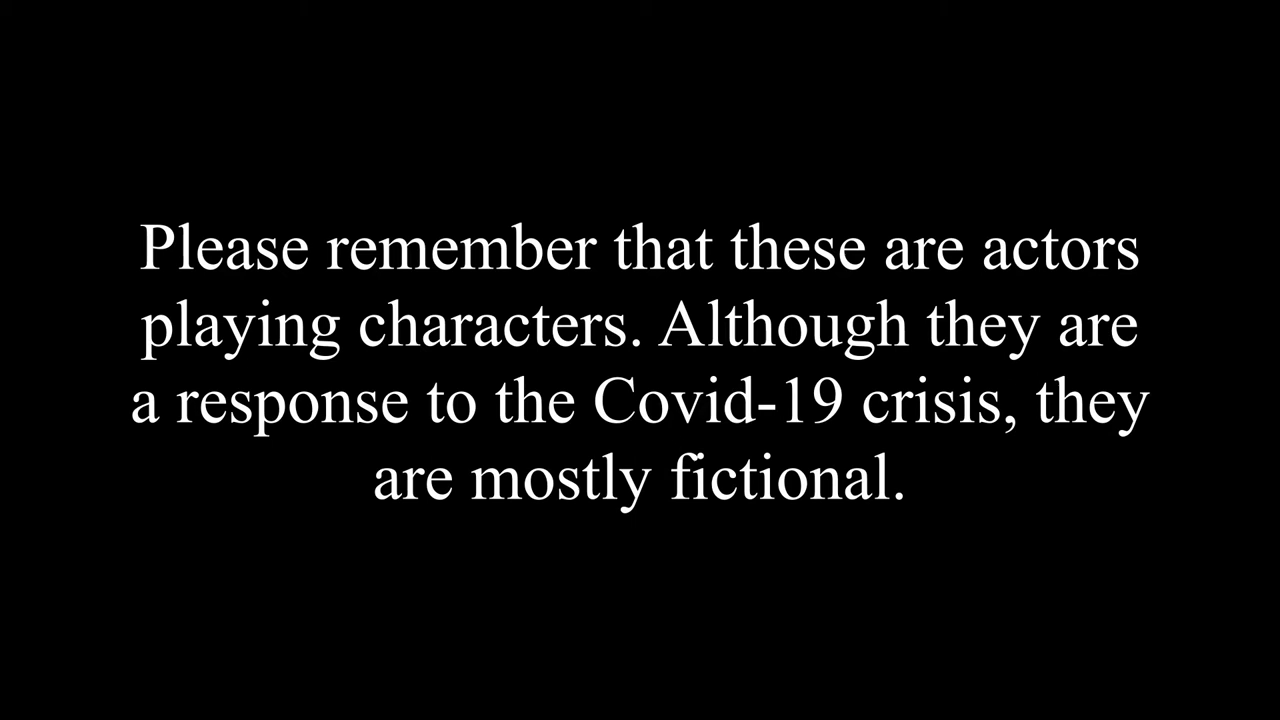 Please remember that these are actors
playing characters. Although they are
a response to the Covid-19 crisis, they
are mostly fictional.